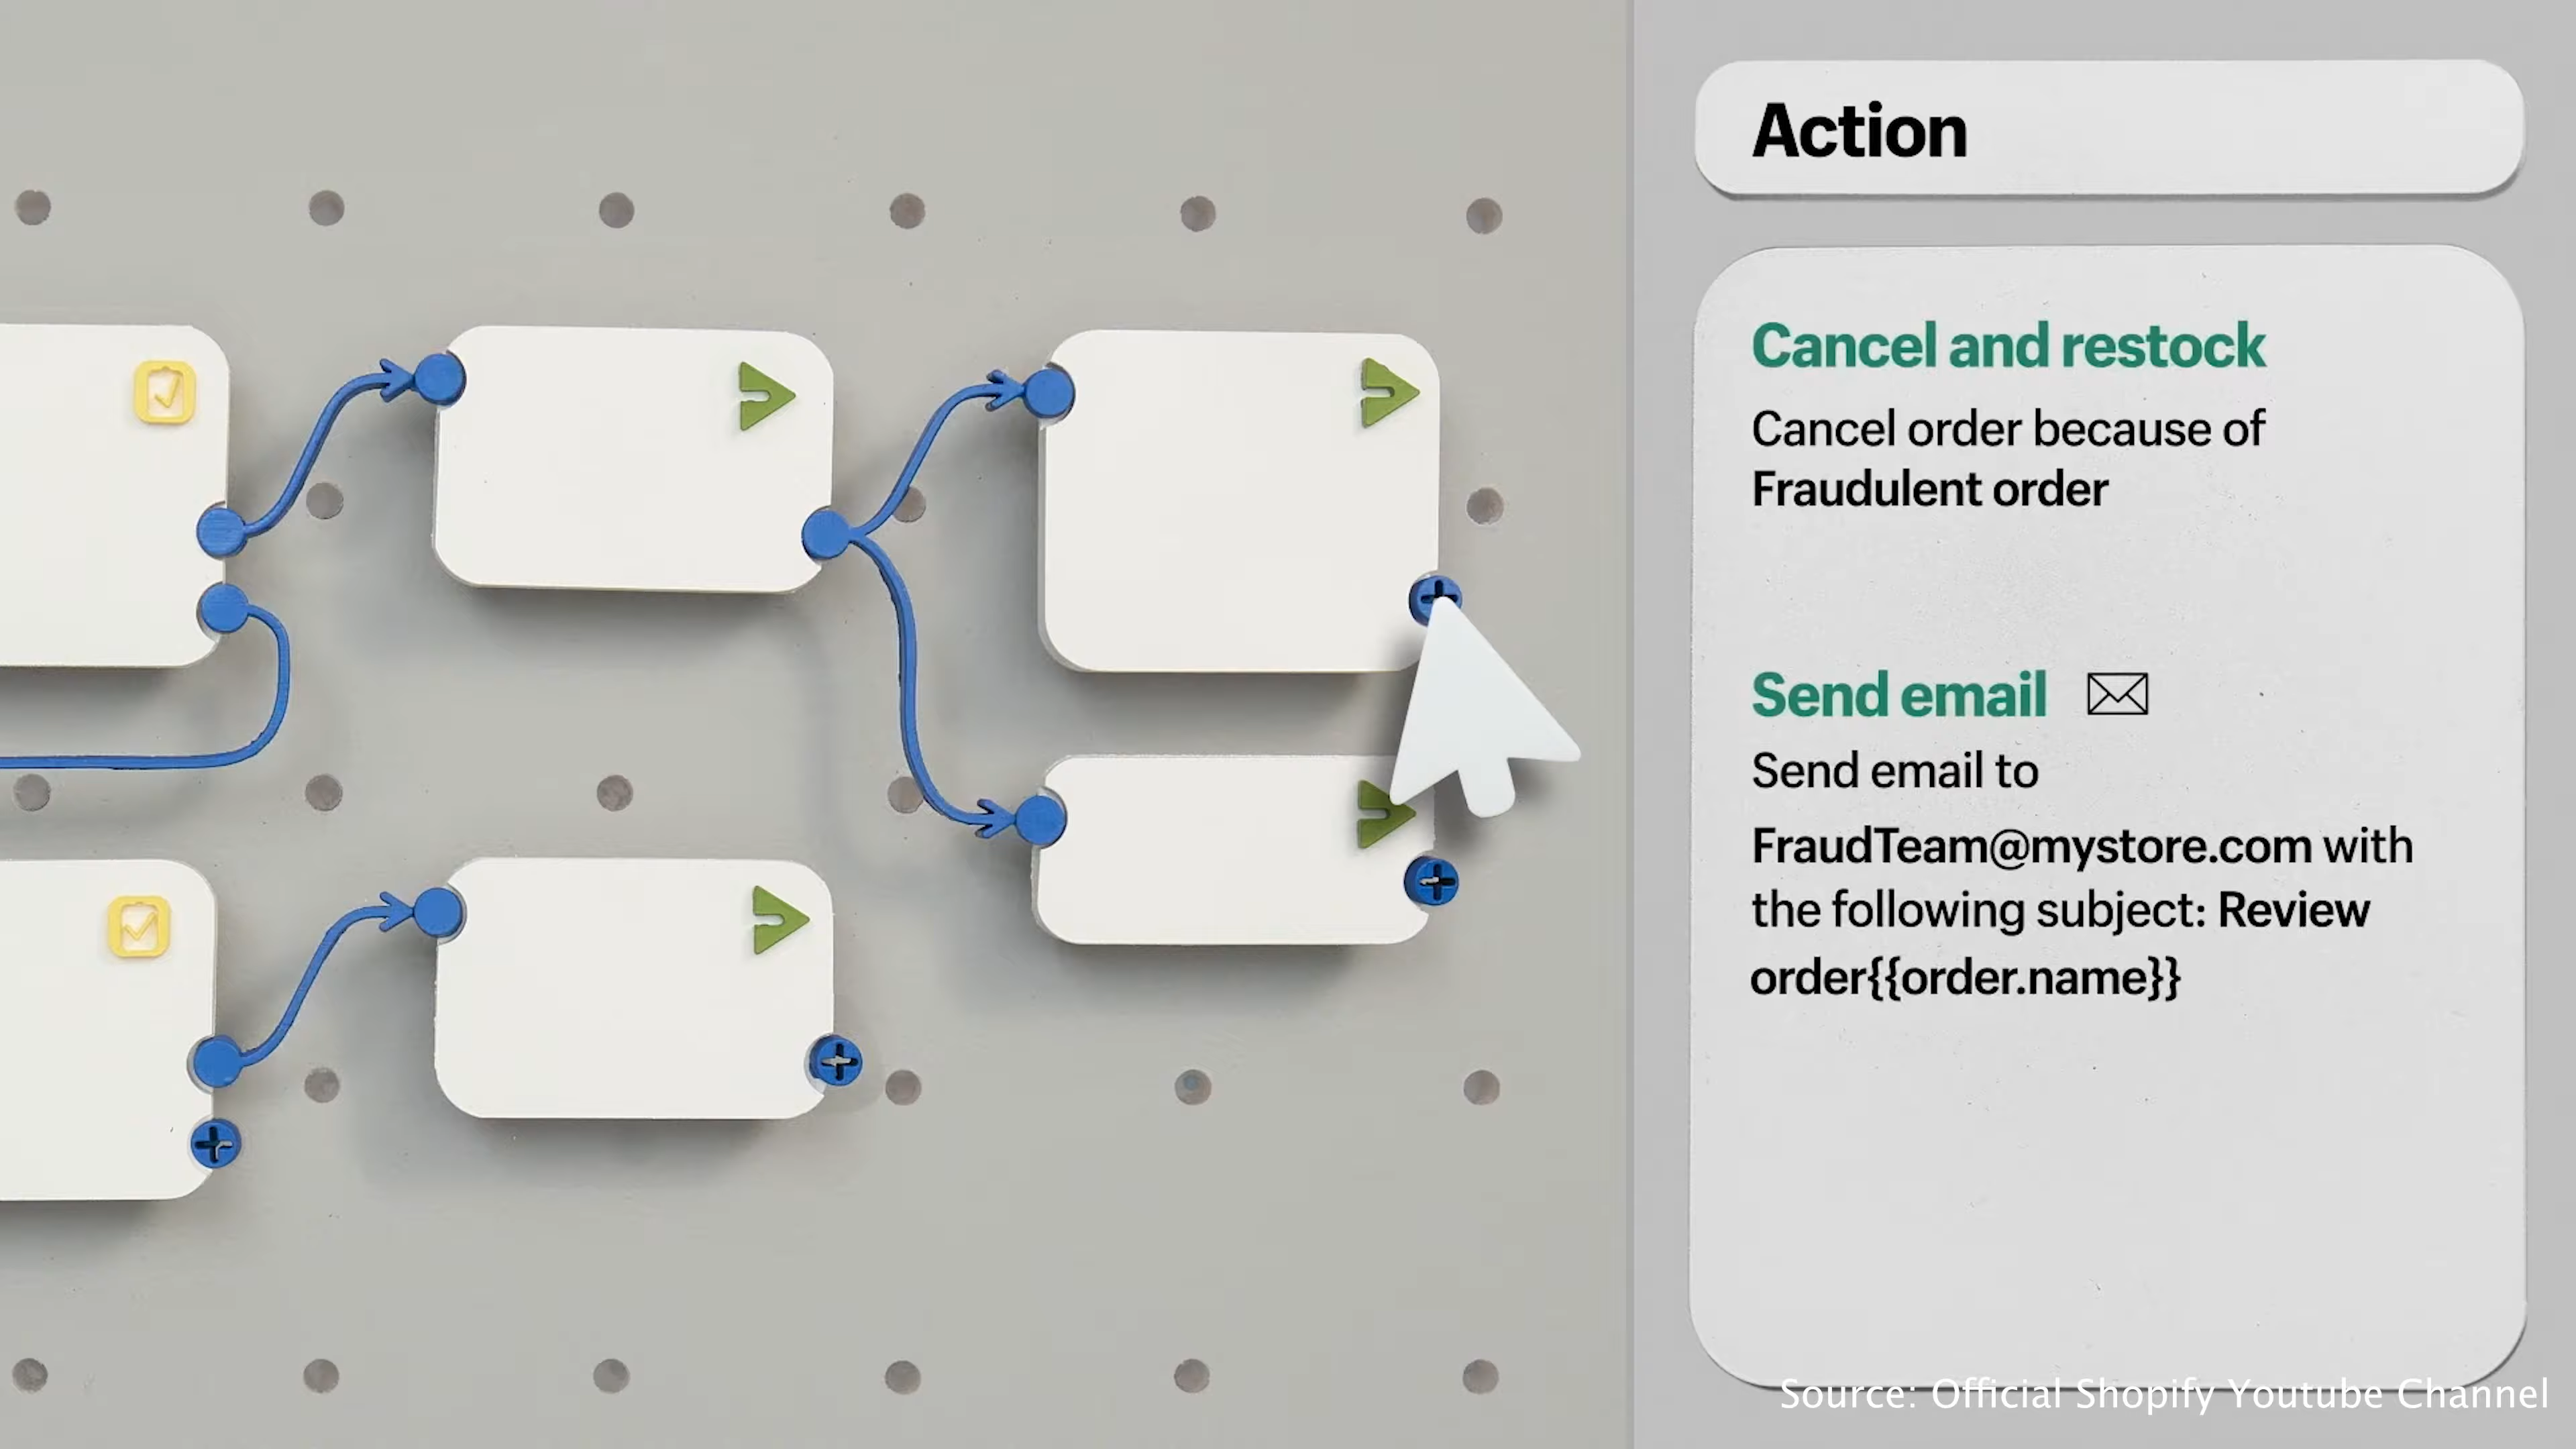 Action
Cancel and restock
Cancel order because of
Fraudulent order
Send email
Send email to
FraudTeam@mystore.com with
the following subject: Review
order{{order.name}}
Source: Official Shopify Youtube Channel